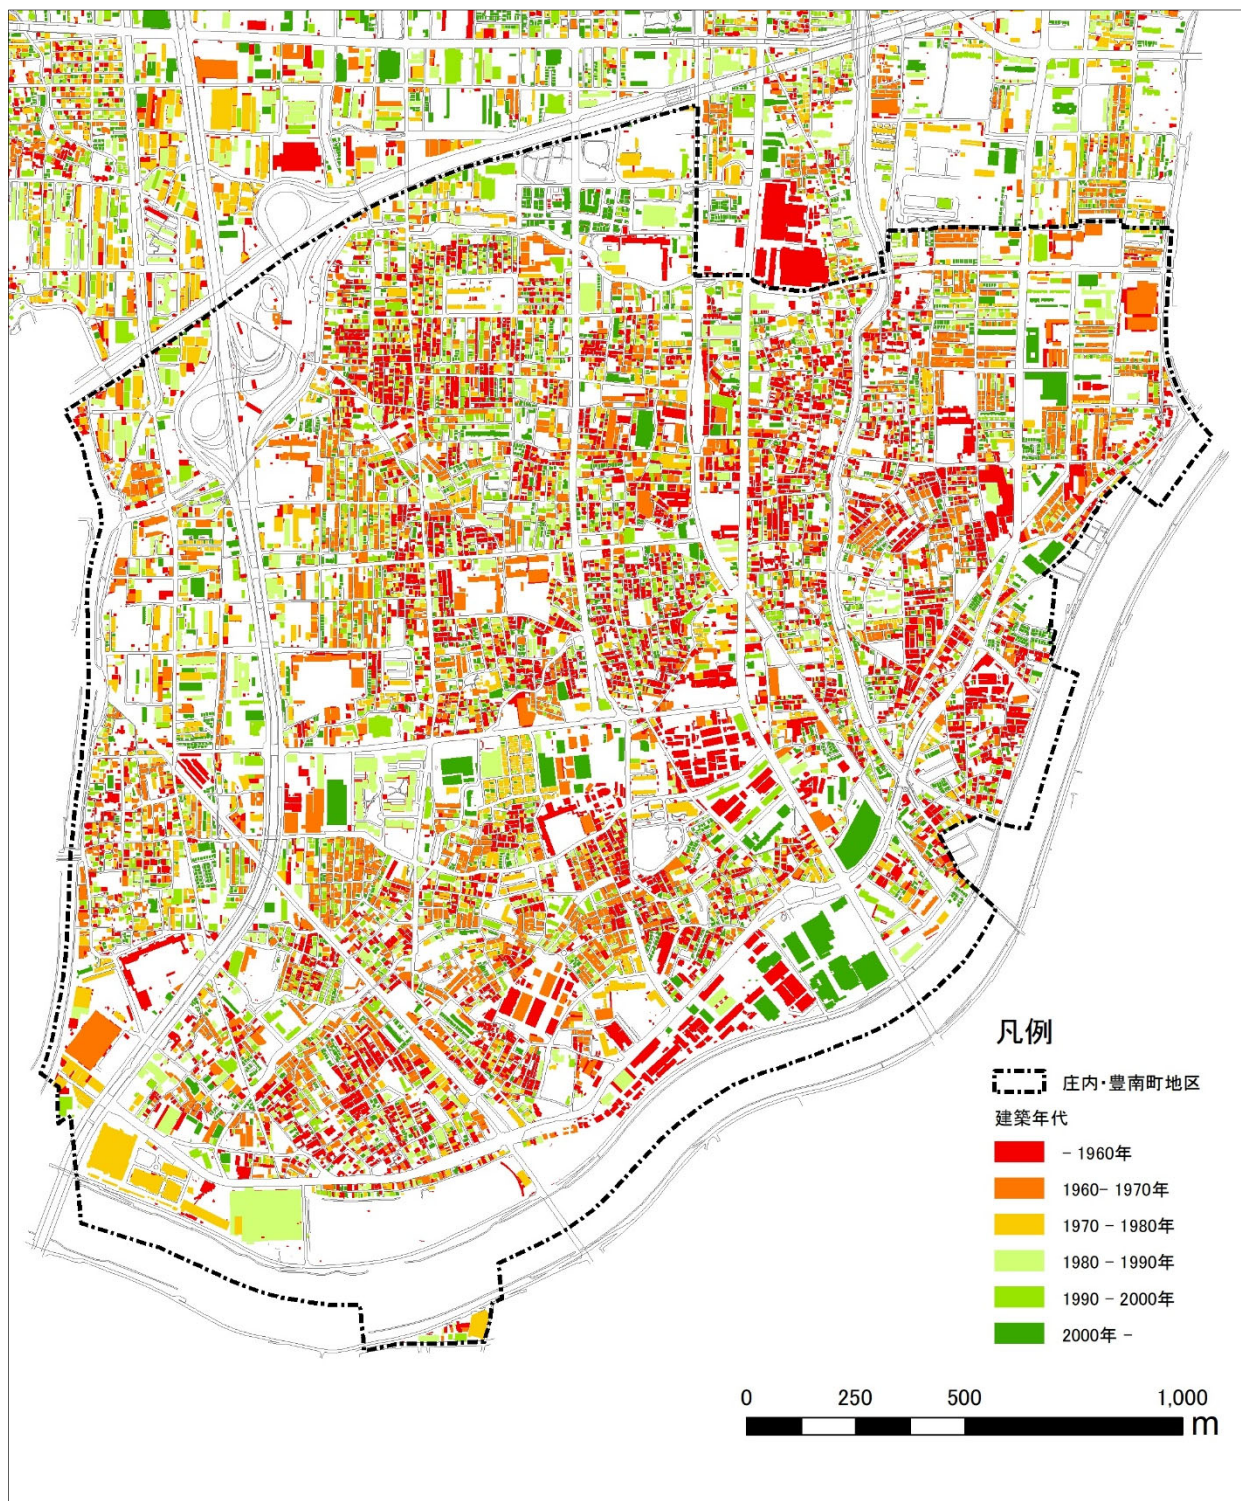 凡例
庄内・豊南町地区
建築年代
- 1960年
1960- 1970年
1970 - 1980年
1980 - 1990年
1990 - 2000年
2000年 -
0 250 500 1,000
m